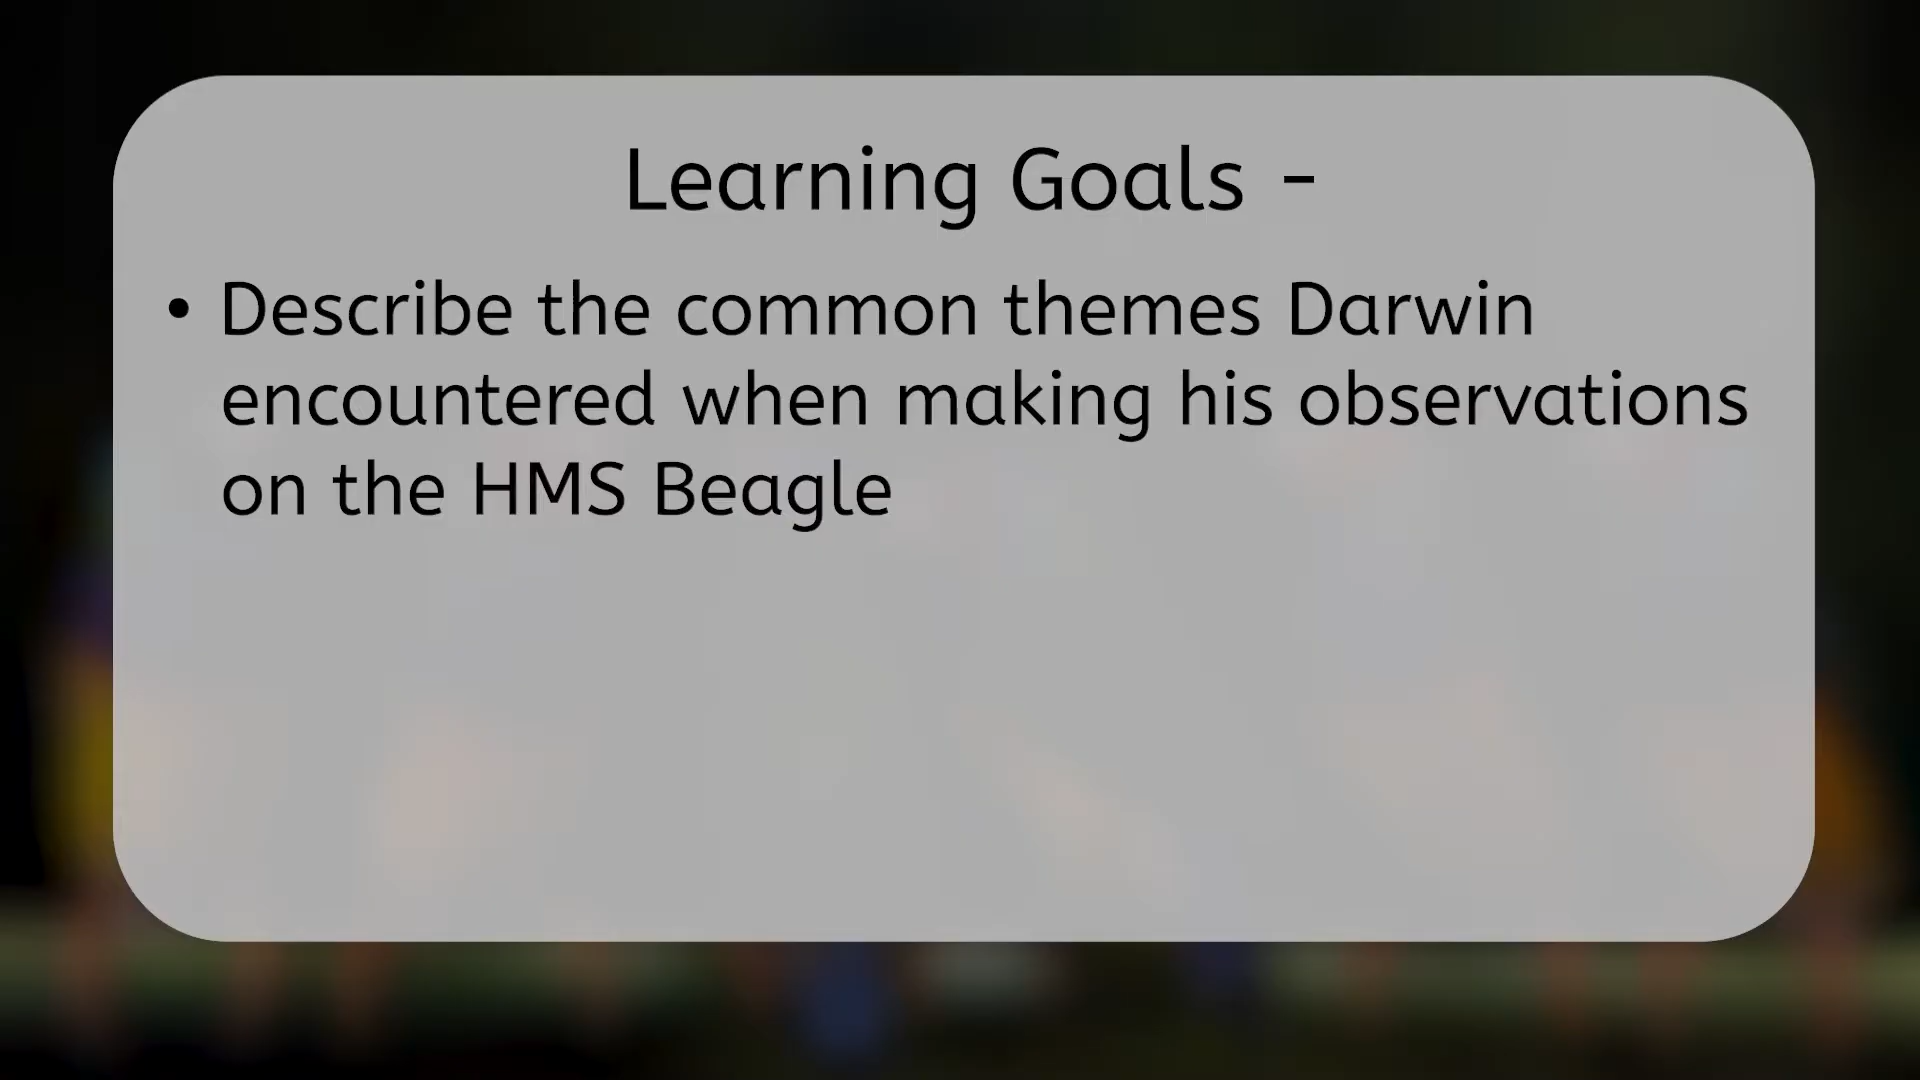 Learning Goals -
• Describe the common themes Darwin
encountered when making his observations
on the HMS Beagle